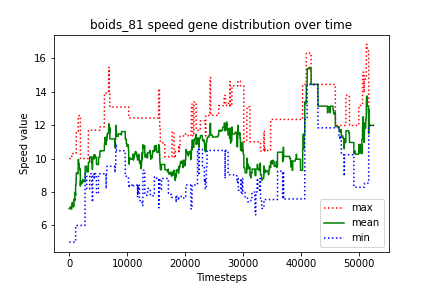 boids_81 speed gene distribution over time
Speed value
16
14
12
10
8
6
0
10000
20000
30000
40000
50000
Timesteps
max
mean
min